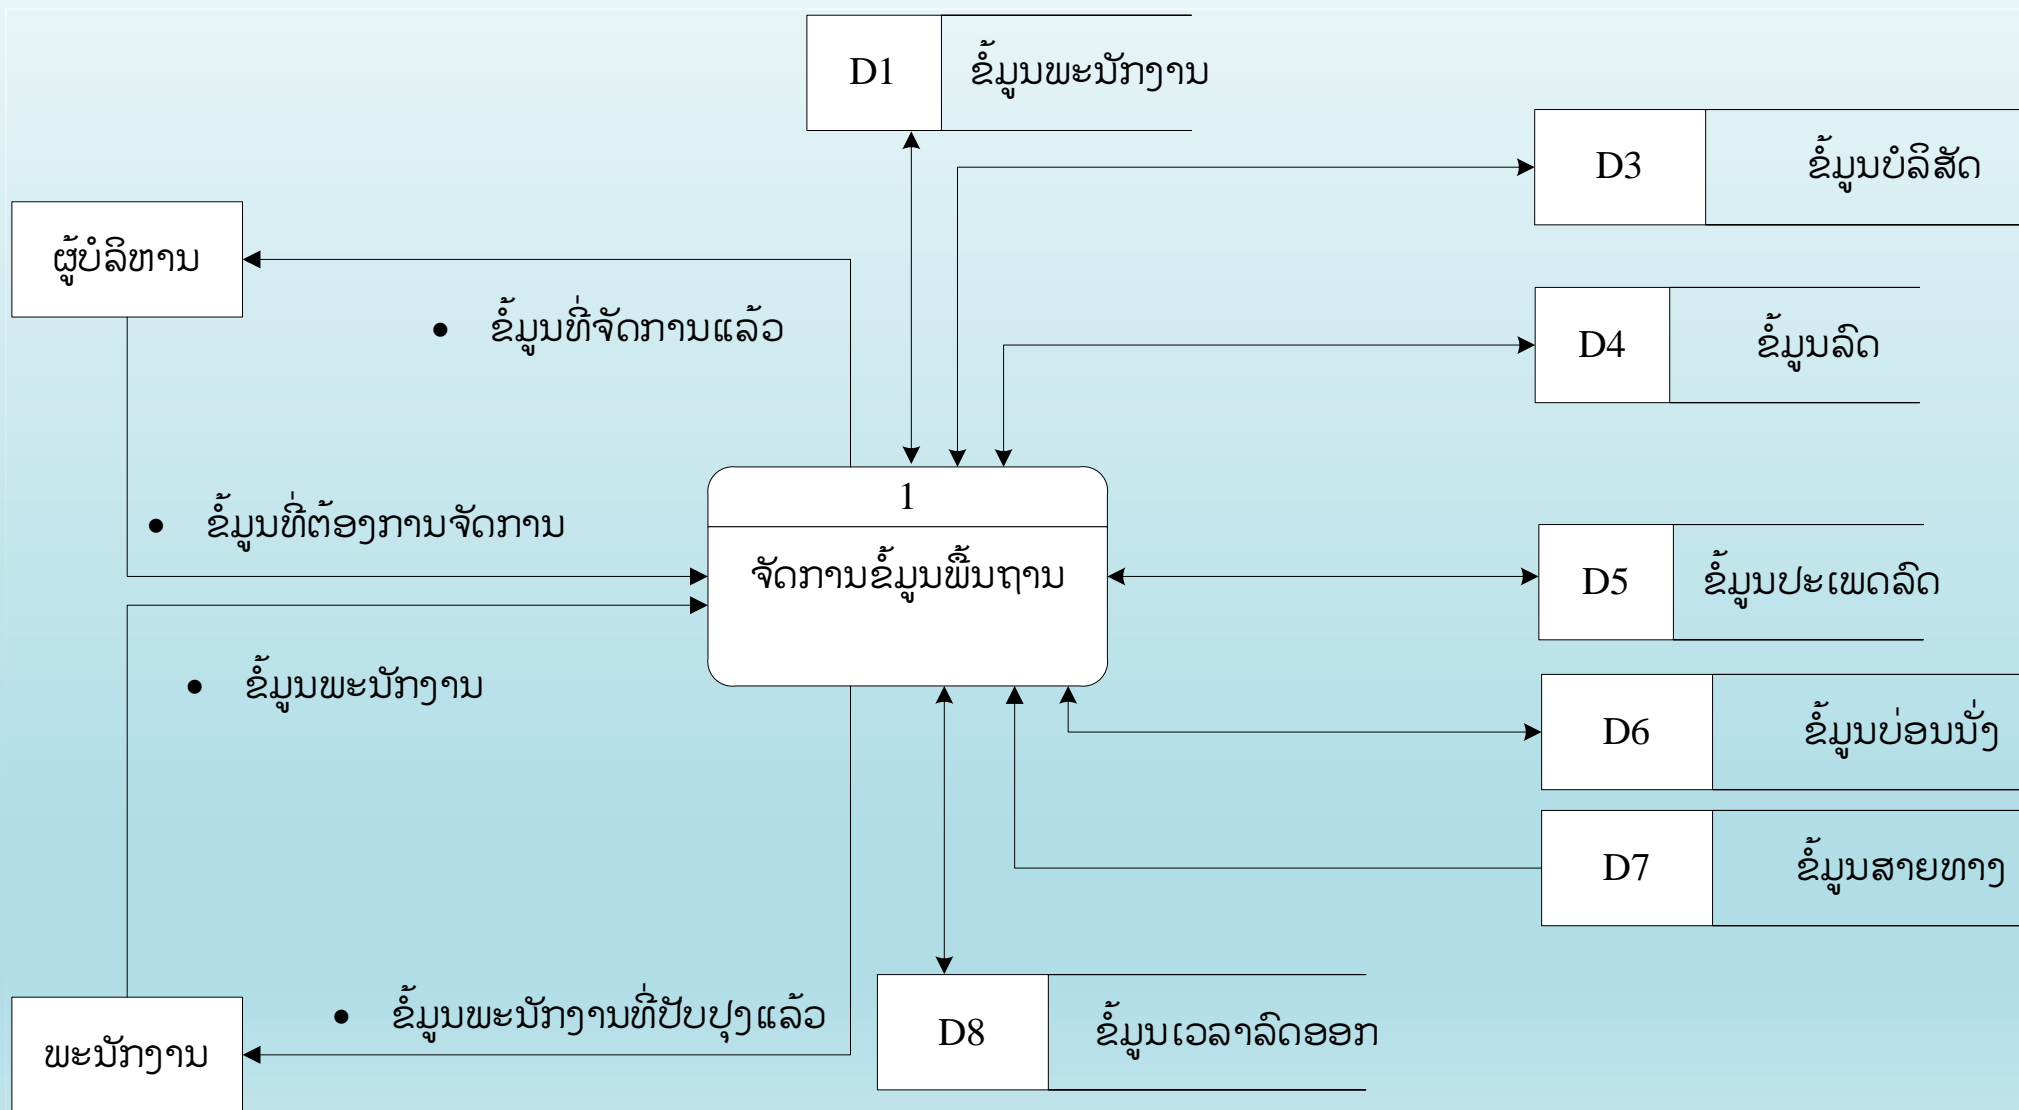 D1 ຂໍ້ມູນພະນັກງານ
D3 ຂໍ້ມູນບໍລິສັດ
ຜູ້ບໍລິຫານ
• ຂໍ້ມູນທີ່ຈັດການແລ້ວ
D4 ຂໍ້ມູນລົດ
1
• ຂໍ້ມູນທີ່ຕ້ອງການຈັດການ
ຈັດການຂໍ້ມູນພື້ນຖານ
D5 ຂໍ້ມູນປະເພດລົດ
• ຂໍ້ມູນພະນັກງານ
D6 ຂໍ້ມູນບ່ອນນັ່ງ
D7 ຂໍ້ມູນສາຍທາງ
• ຂໍ້ມູນພະນັກງານທີ່ປັບປຸງແລ້ວ
D8 ຂໍ້ມູນເວລາລົດອອກ
ພະນັກງານ